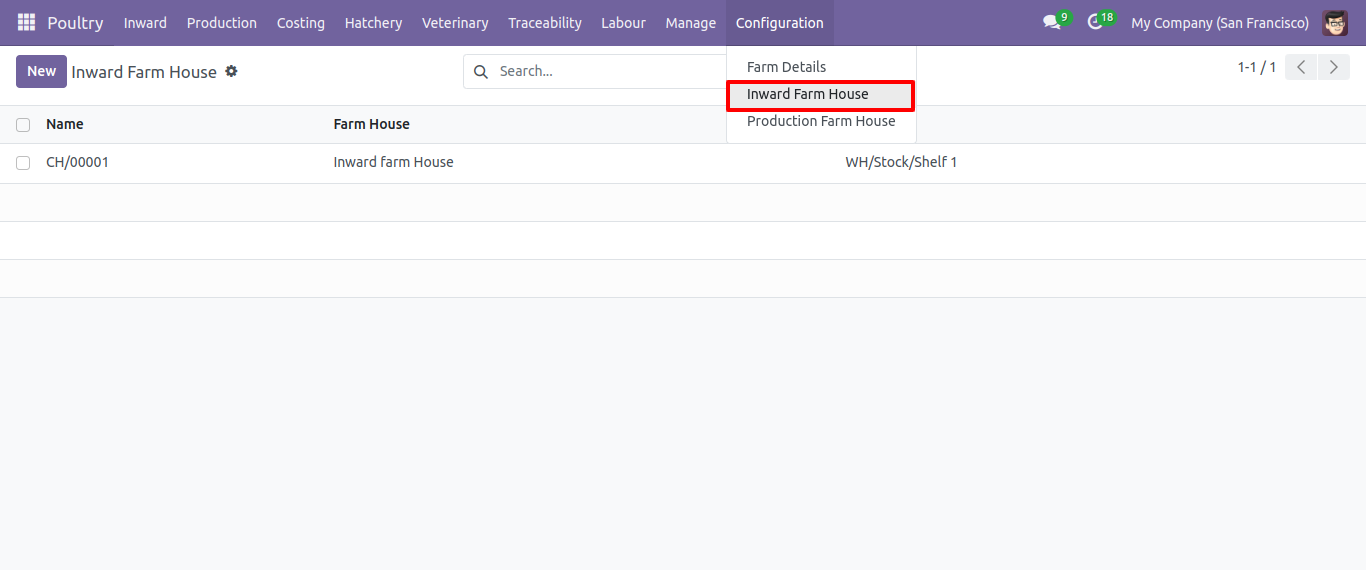 Poultry Inward Production Costing Hatchery Veterinary Traceability Labour Manage Configuration 9 18 My Company (San Francisco)
New Inward Farm House Search... 1-1 / 1
Farm Details
Inward Farm House
Production Farm House
Name Farm House
CH/00001 Inward farm House WH/Stock/Shelf 1